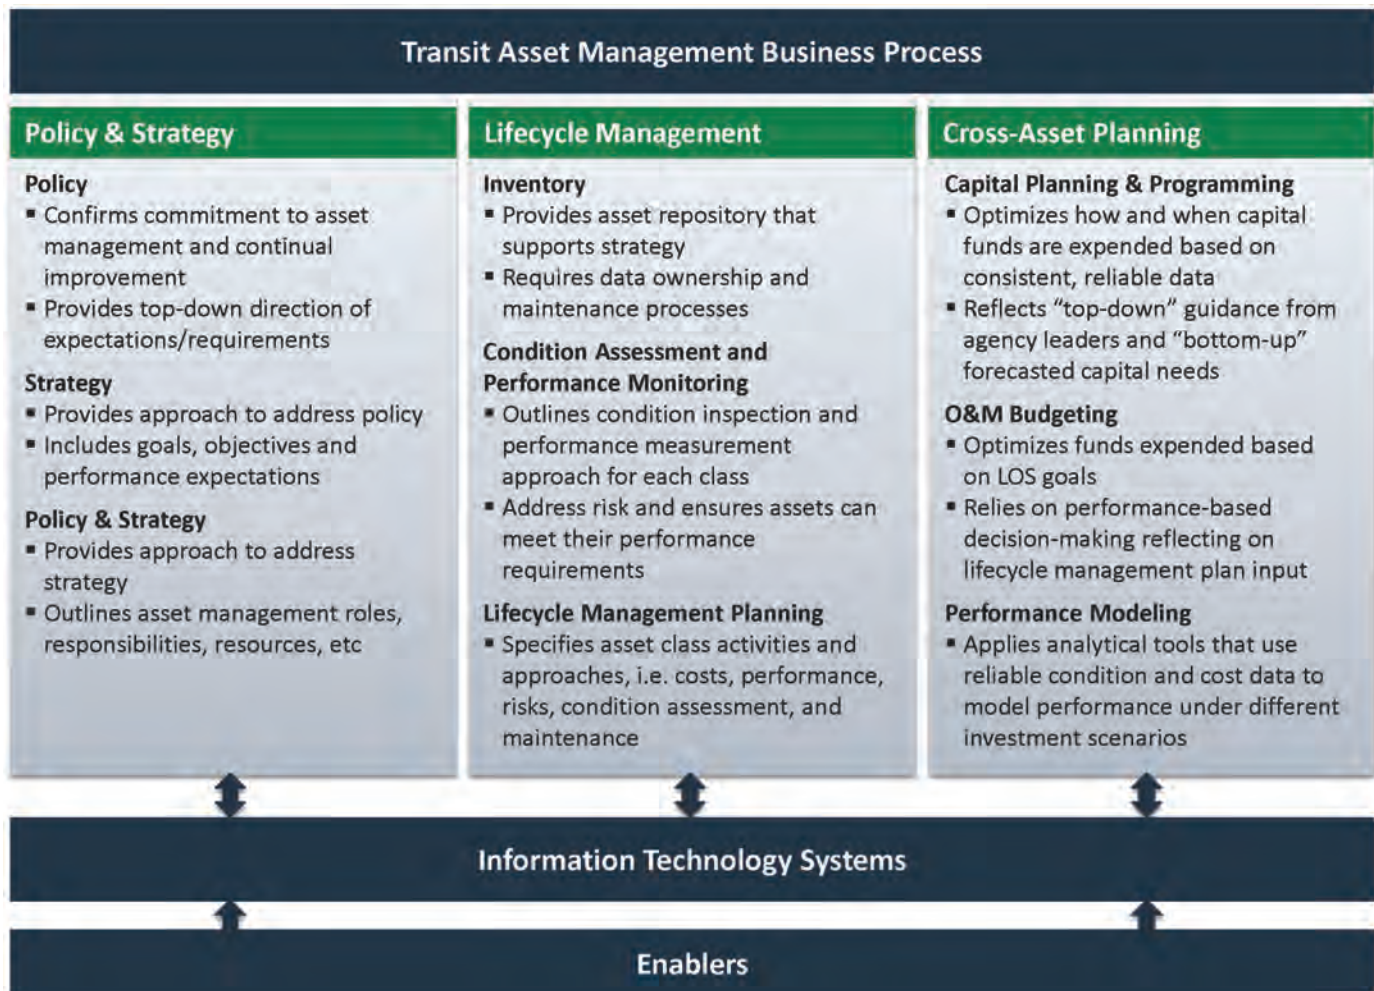 Transit Asset Management Business Process
Policy & Strategy
Policy
▪ Confirms commitment to asset
management and continual
improvement
▪ Provides top-down direction of
expectations/requirements
Strategy
▪ Provides approach to address policy
▪ Includes goals, objectives and
performance expectations
Policy & Strategy
▪ Provides approach to address
strategy
▪ Outlines asset management roles,
responsibilities, resources, etc
Lifecycle Management
Inventory
▪ Provides asset repository that
supports strategy
▪ Requires data ownership and
maintenance processes
Condition Assessment and
Performance Monitoring
▪ Outlines condition inspection and
performance measurement
approach for each class
▪ Address risk and ensures assets can
meet their performance
requirements
Lifecycle Management Planning
▪ Specifies asset class activities and
approaches, i.e. costs, performance,
risks, condition assessment, and
maintenance
Cross-Asset Planning
Capital Planning & Programming
▪ Optimizes how and when capital
funds are expended based on
consistent, reliable data
▪ Reflects “top-down” guidance from
agency leaders and “bottom-up”
forecasted capital needs
O&M Budgeting
▪ Optimizes funds expended based
on LOS goals
▪ Relies on performance-based
decision-making reflecting on
lifecycle management plan input
Performance Modeling
▪ Applies analytical tools that use
reliable condition and cost data to
model performance under different
investment scenarios
Information Technology Systems
Enablers